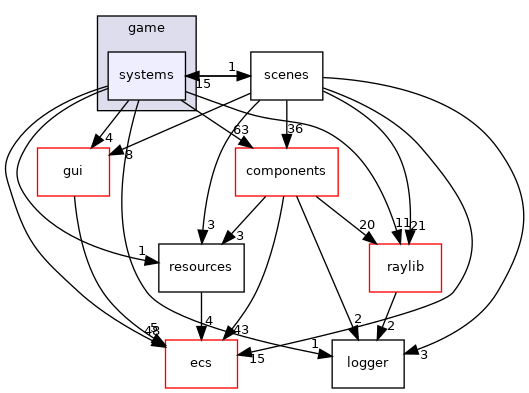 game
systems
1
scenes
15
4
8
63
36
gui
components
3
3
20
11
21
1
resources
raylib
4
43
5
48
2
2
1
15
3
ecs
logger